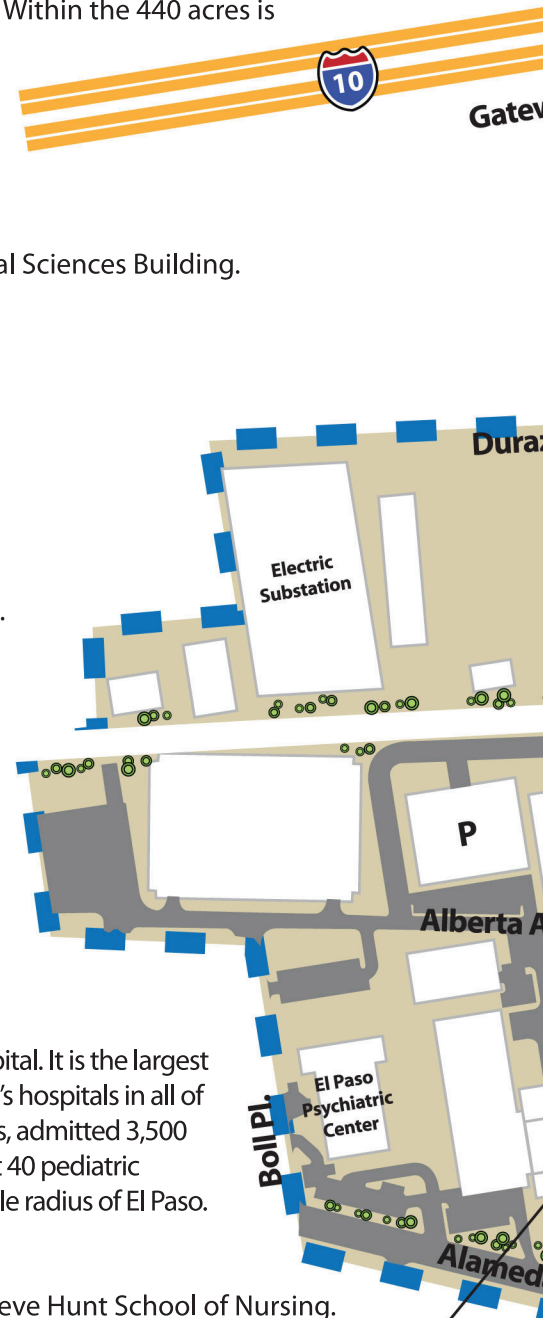 Within the 440 acres is
10
Gatew
al Sciences Building.
Duraz
Electric
Substation
.
P
Alberta A
pital. It is the largest
's hospitals in all of
s, admitted 3,500
t 40 pediatric
le radius of El Paso.
El Paso
Psychiatric
Center
Boll Pl.
Alamed
eve Hunt School of Nursing.